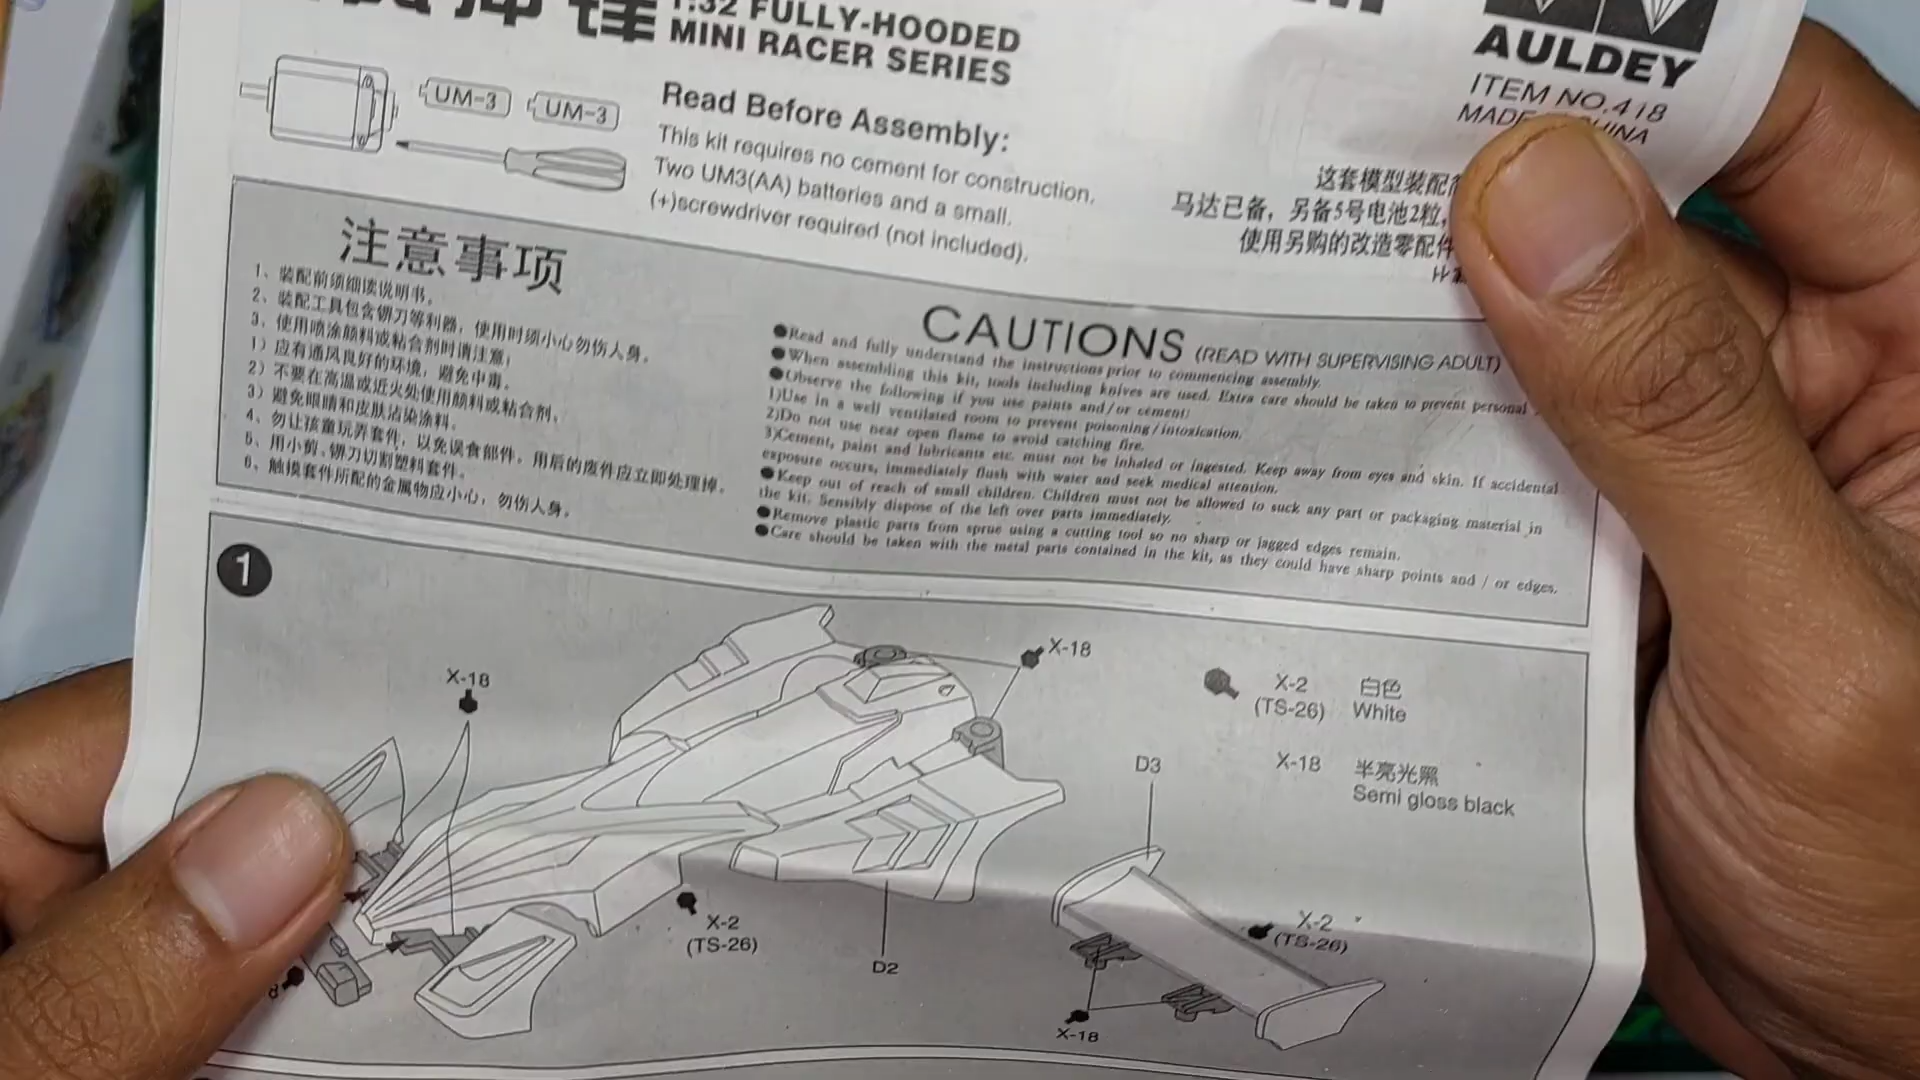 1:32 FULLY-HOODED
MINI RACER SERIES
AULDEY
ITEM NO.418
UM-3
UM-3
Read Before Assembly:
This kit requires no cement for construction.
Two UM3(AA) batteries and a small.
(+)screwdriver required (not included).
这套模型装配
马达已备，另备5号电池2粒，
使用另购的改造零配件
注意事项
1、装配前须细读说明书。
2、装配工具包含钢刀等利器，使用时须小心勿伤人身。
3、使用喷涂颜料或粘合剂时请注意：
1）应有通风良好的环境，避免中毒。
2）不要在高温或近火处使用颜料或粘合剂。
3）避免眼睛和皮肤沾染涂料。
4、勿让孩童玩弄套件，以免误食部件，用后的废件应立即处理掉。
5、用小剪、钢刀切割塑料套件。
6、触摸套件所配的金属物应小心，勿伤人身。
CAUTIONS (READ WITH SUPERVISING ADULT)
●Read and fully understand the instructions prior to commencing assembly.
●When assembling this kit, tools including knives are used. Extra care should be taken to prevent personal
●Observe the following if you use paints and/or cement:
1)Use in a well ventilated room to prevent poisoning/intoxication.
2)Do not use near open flame to avoid catching fire.
3)Cement, paint and lubricants etc. must not be inhaled or ingested. Keep away from eyes and skin. If accidental
exposure occurs, immediately flush with water and seek medical attention.
●Keep out of reach of small children. Children must not be allowed to suck any part or packaging material in
the kit. Sensibly dispose of the left over parts immediately.
●Remove plastic parts from sprue using a cutting tool so no sharp or jagged edges remain.
●Care should be taken with the metal parts contained in the kit, as they could have sharp points and / or edges.
1
X-18
X-18
X-2 白色
(TS-26) White
D3
X-18 半亮光黑
Semi gloss black
X-2
(TS-26)
D2
X-2
(TS-26)
X-18